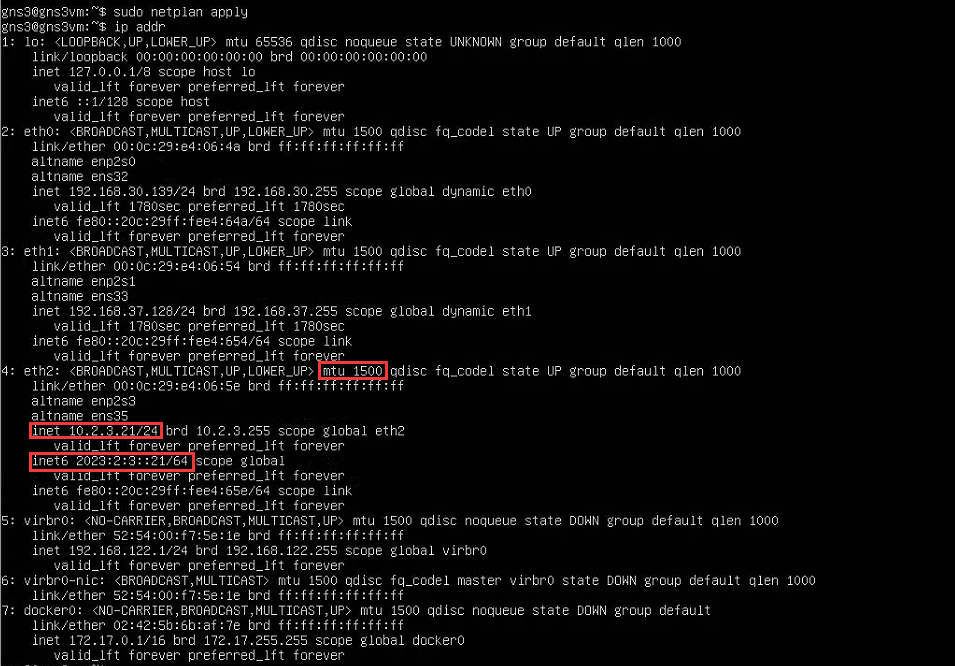 gns3@gns3vm:~$ sudo netplan apply
gns3@gns3vm:~$ ip addr
1: lo: <LOOPBACK,UP,LOWER_UP> mtu 65536 qdisc noqueue state UNKNOWN group default qlen 1000
    link/loopback 00:00:00:00:00:00 brd 00:00:00:00:00:00
    inet 127.0.0.1/8 scope host lo
       valid_lft forever preferred_lft forever
    inet6 ::1/128 scope host
       valid_lft forever preferred_lft forever
2: eth0: <BROADCAST,MULTICAST,UP,LOWER_UP> mtu 1500 qdisc fq_codel state UP group default qlen 1000
    link/ether 00:0c:29:e4:06:4a brd ff:ff:ff:ff:ff:ff
    altname enp2s0
    altname ens32
    inet 192.168.30.139/24 brd 192.168.30.255 scope global dynamic eth0
       valid_lft 1780sec preferred_lft 1780sec
    inet6 fe80::20c:29ff:fee4:64a/64 scope link
       valid_lft forever preferred_lft forever
3: eth1: <BROADCAST,MULTICAST,UP,LOWER_UP> mtu 1500 qdisc fq_codel state UP group default qlen 1000
    link/ether 00:0c:29:e4:06:54 brd ff:ff:ff:ff:ff:ff
    altname enp2s1
    altname ens33
    inet 192.168.37.128/24 brd 192.168.37.255 scope global dynamic eth1
       valid_lft 1780sec preferred_lft 1780sec
    inet6 fe80::20c:29ff:fee4:654/64 scope link
       valid_lft forever preferred_lft forever
4: eth2: <BROADCAST,MULTICAST,UP,LOWER_UP> mtu 1500 qdisc fq_codel state UP group default qlen 1000
    link/ether 00:0c:29:e4:06:5e brd ff:ff:ff:ff:ff:ff
    altname enp2s3
    altname ens35
    inet 10.2.3.21/24 brd 10.2.3.255 scope global eth2
       valid_lft forever preferred_lft forever
    inet6 2023:2:3::21/64 scope global
       valid_lft forever preferred_lft forever
    inet6 fe80::20c:29ff:fee4:65e/64 scope link
       valid_lft forever preferred_lft forever
5: virbr0: <NO-CARRIER,BROADCAST,MULTICAST,UP> mtu 1500 qdisc noqueue state DOWN group default qlen 1000
    link/ether 52:54:00:f7:5e:1e brd ff:ff:ff:ff:ff:ff
    inet 192.168.122.1/24 brd 192.168.122.255 scope global virbr0
       valid_lft forever preferred_lft forever
6: virbr0-nic: <BROADCAST,MULTICAST> mtu 1500 qdisc fq_codel master virbr0 state DOWN group default qlen 1000
    link/ether 52:54:00:f7:5e:1e brd ff:ff:ff:ff:ff:ff
7: docker0: <NO-CARRIER,BROADCAST,MULTICAST,UP> mtu 1500 qdisc noqueue state DOWN group default
    link/ether 02:42:5b:6b:af:7e brd ff:ff:ff:ff:ff:ff
    inet 172.17.0.1/16 brd 172.17.255.255 scope global docker0
       valid_lft forever preferred_lft forever